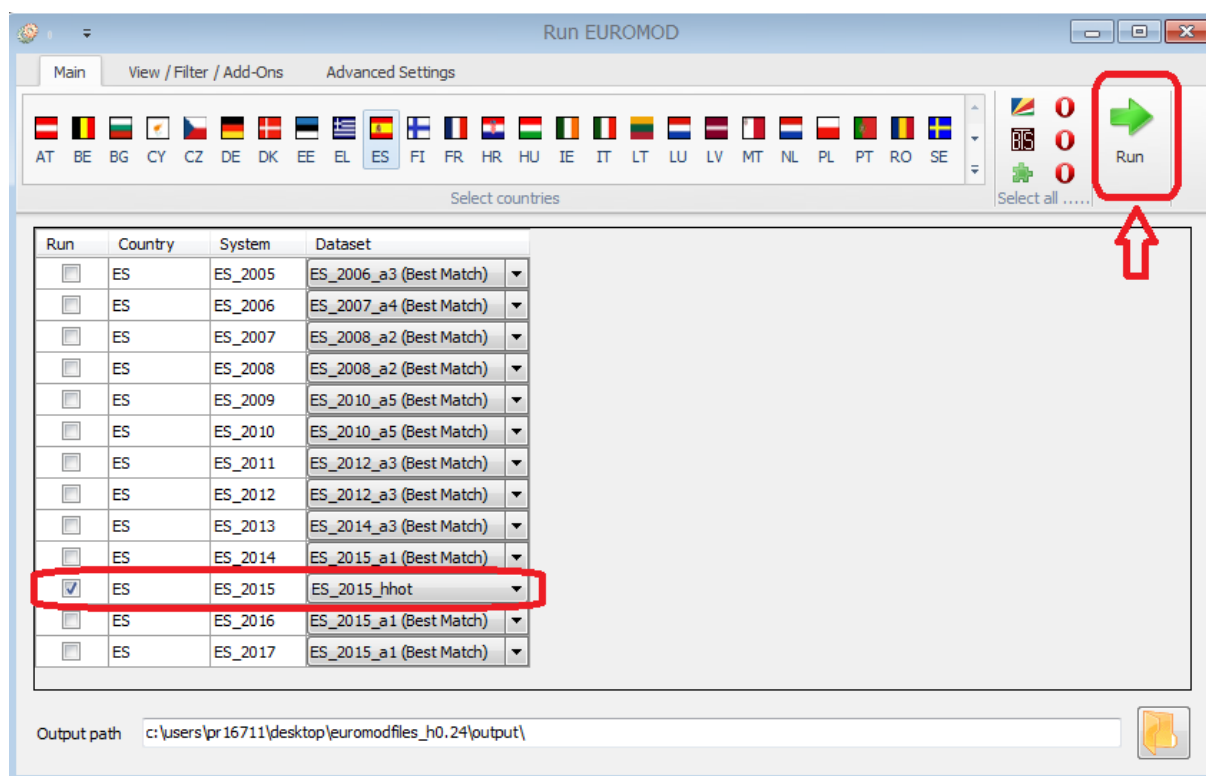 Run EUROMOD
Main View / Filter / Add-Ons Advanced Settings
AT BE BG CY CZ DE DK EE EL ES FI FR HR HU IE IT LT LU LV MT NL PL PT RO SE
BTS
Run
Select countries
Select all .....
Run Country System Dataset
ES ES_2005 ES_2006_a3 (Best Match)
ES ES_2006 ES_2007_a4 (Best Match)
ES ES_2007 ES_2008_a2 (Best Match)
ES ES_2008 ES_2008_a2 (Best Match)
ES ES_2009 ES_2010_a5 (Best Match)
ES ES_2010 ES_2010_a5 (Best Match)
ES ES_2011 ES_2012_a3 (Best Match)
ES ES_2012 ES_2012_a3 (Best Match)
ES ES_2013 ES_2014_a3 (Best Match)
ES ES_2014 ES_2015_a1 (Best Match)
ES ES_2015 ES_2015_hhot
ES ES_2016 ES_2015_a1 (Best Match)
ES ES_2017 ES_2015_a1 (Best Match)
Output path c:\users\pr16711\desktop\euromodfiles_h0.24\output\